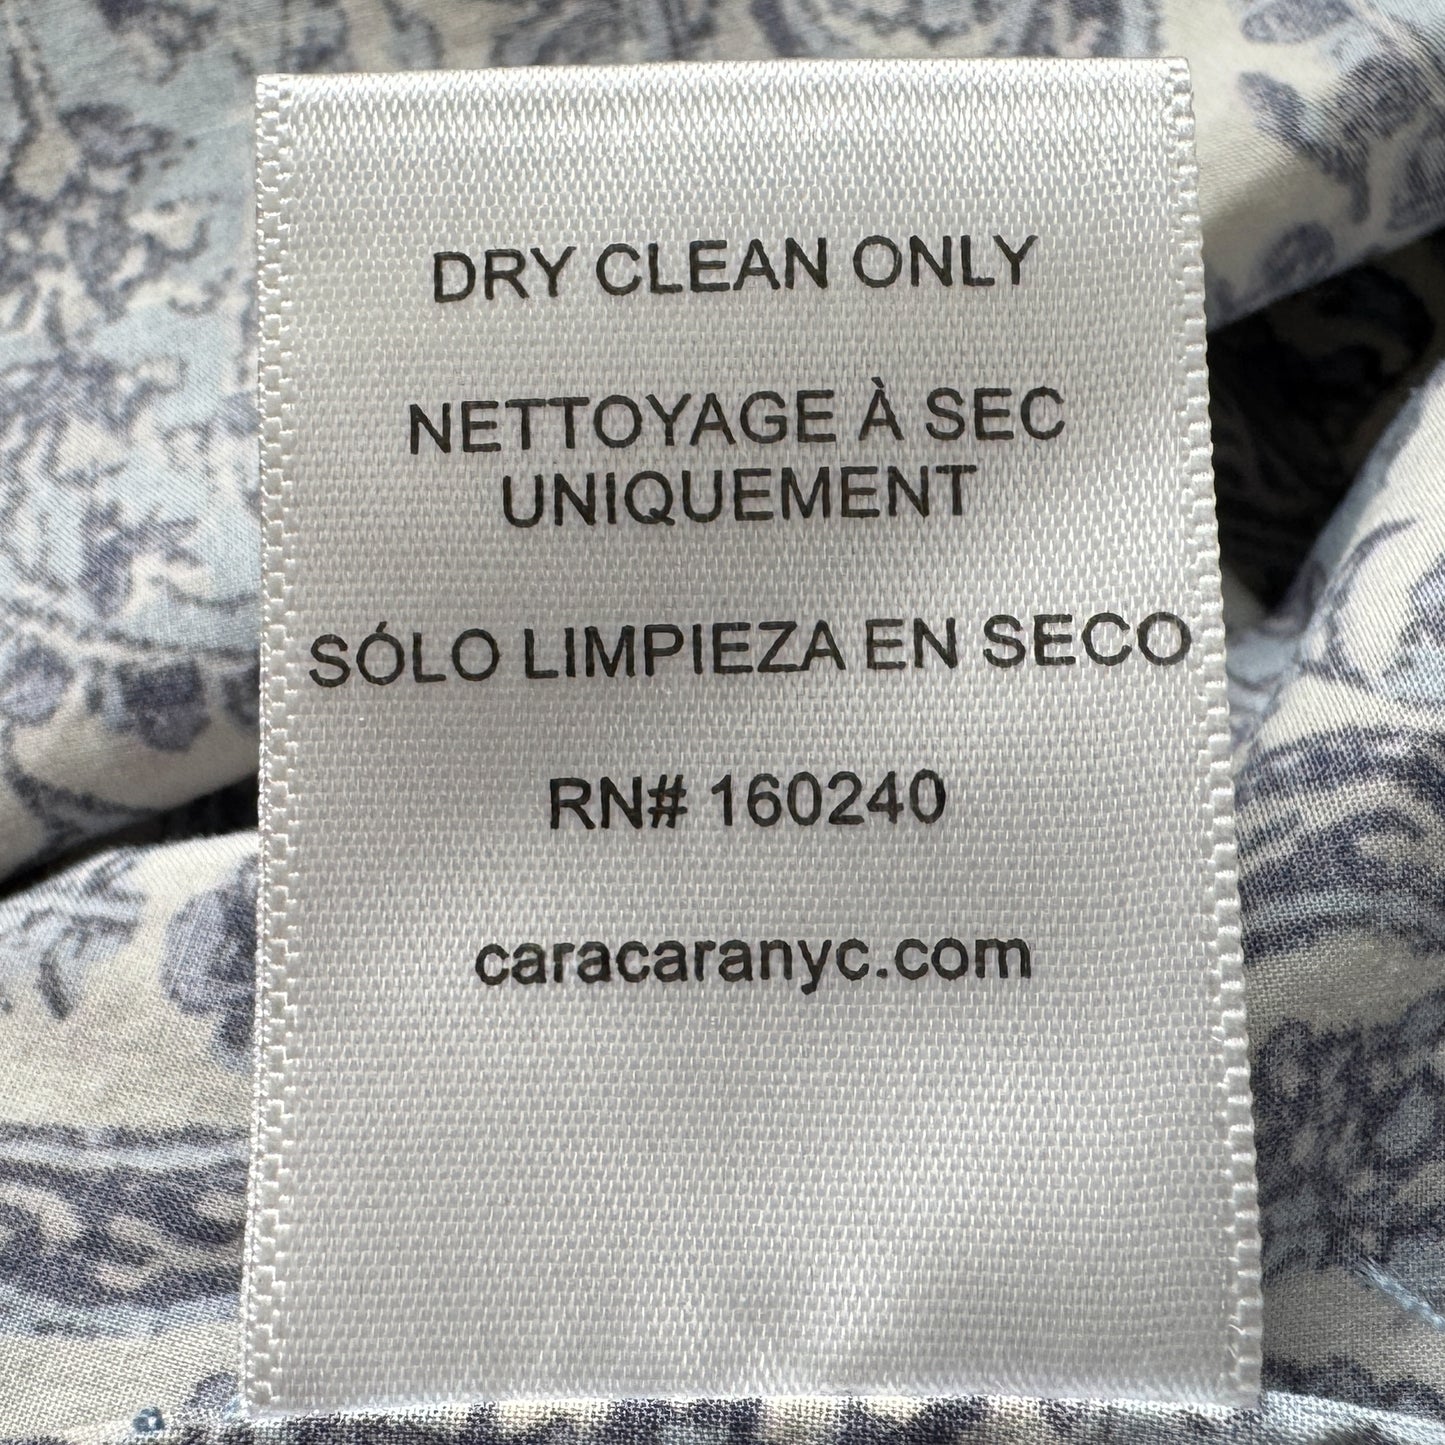 DRY CLEAN ONLY
NETTOYAGE À SEC
UNIQUEMENT
SÓLO LIMPIEZA EN SECO
RN# 160240
caracaranyc.com